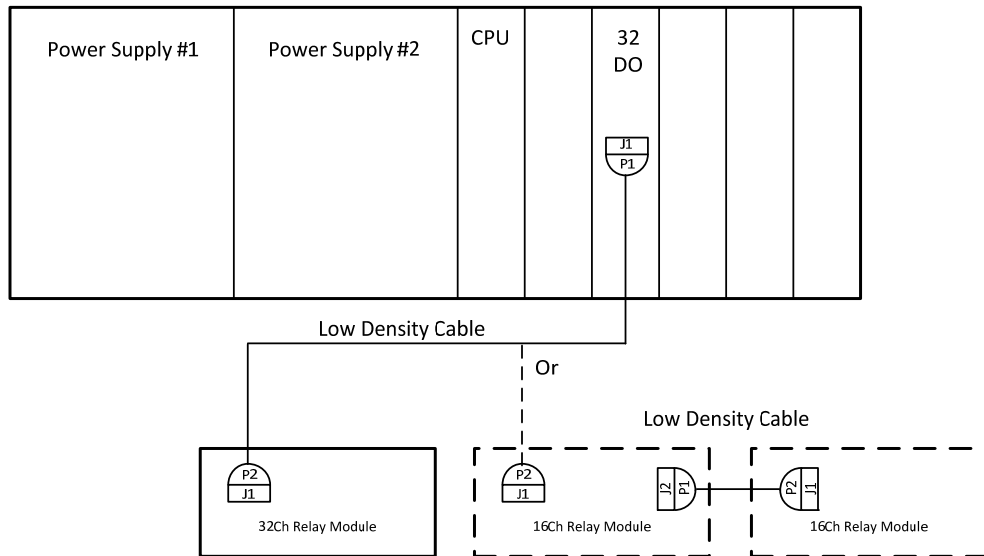 Power Supply #1
Power Supply #2
CPU
32
DO
J1
P1
Low Density Cable
Or
Low Density Cable
P2
J1
32Ch Relay Module
P2
J1
16Ch Relay Module
J2
P1
P2
J1
16Ch Relay Module